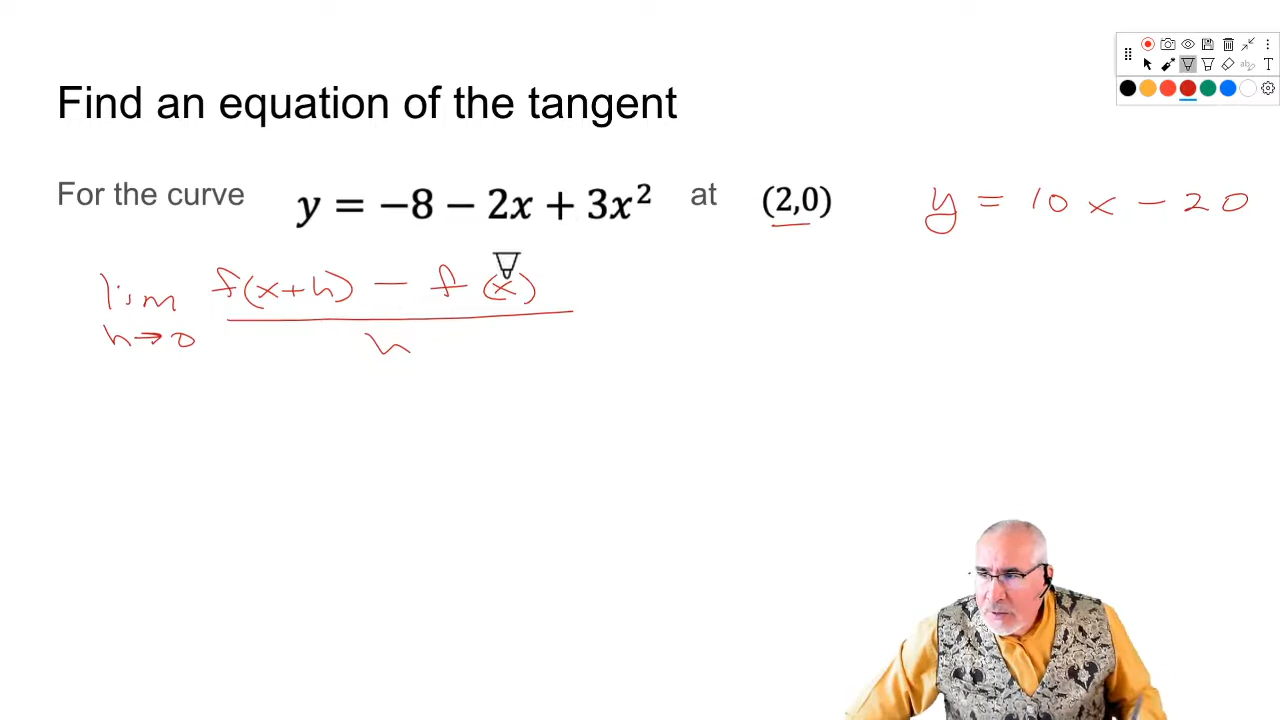 Find an equation of the tangent
For the curve y = −8 − 2x + 3x² at (2,0) y = 10x − 20
lim f(x+h) − f(x)
h→0 h